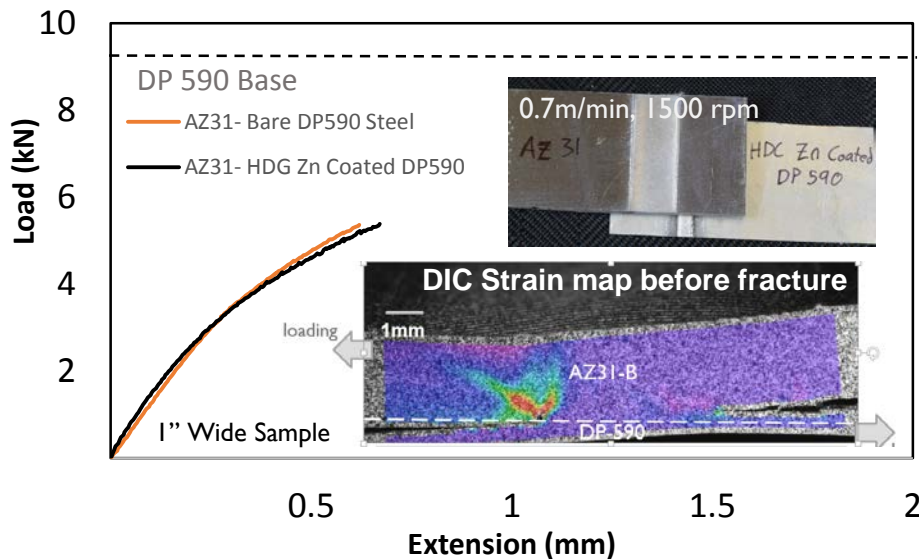 10
8
6
4
2
Load (kN)
DP 590 Base
AZ31- Bare DP590 Steel
AZ31- HDG Zn Coated DP590
0.7m/min, 1500 rpm
AZ 31
HDC Zn Coated
DP 590
DIC Strain map before fracture
loading
1mm
AZ31-B
DP-590
1” Wide Sample
0.5
1
1.5
2
Extension (mm)